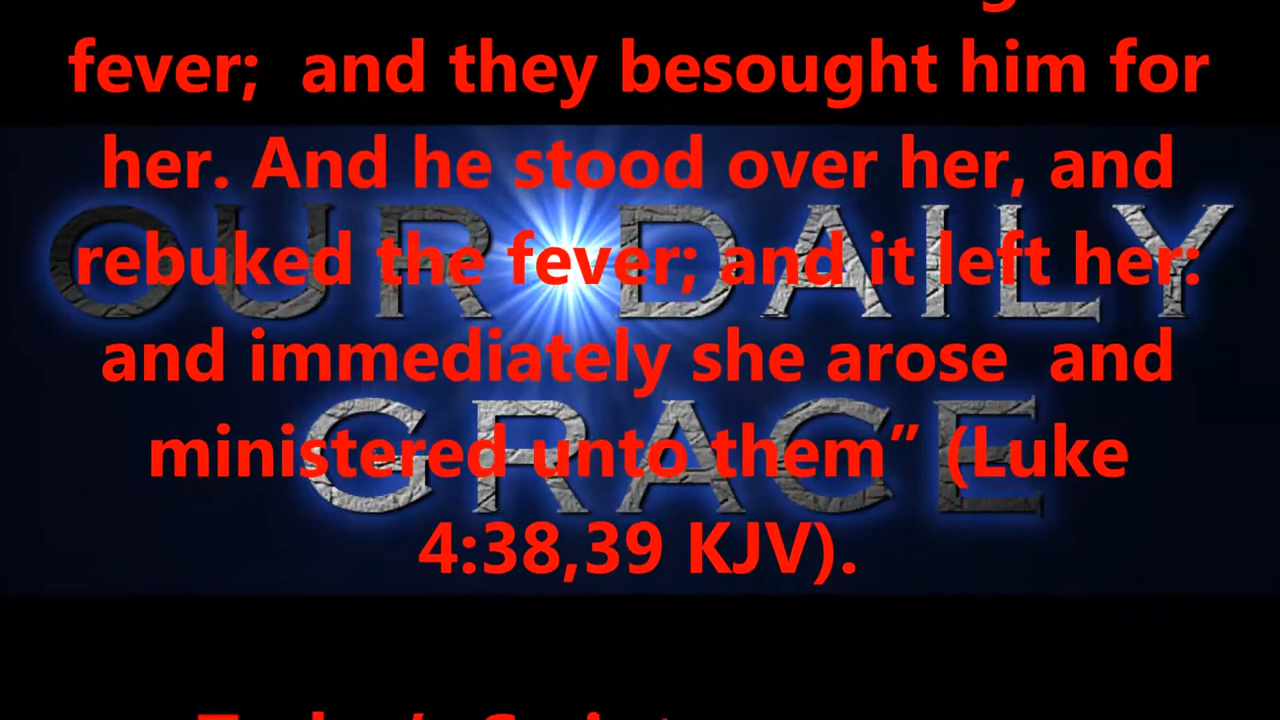 fever;  and they besought him for
her. And he stood over her, and
OUR DAILY
rebuked the fever; and it left her:
and immediately she arose  and
GRACE
ministered unto them” (Luke
4:38,39 KJV).